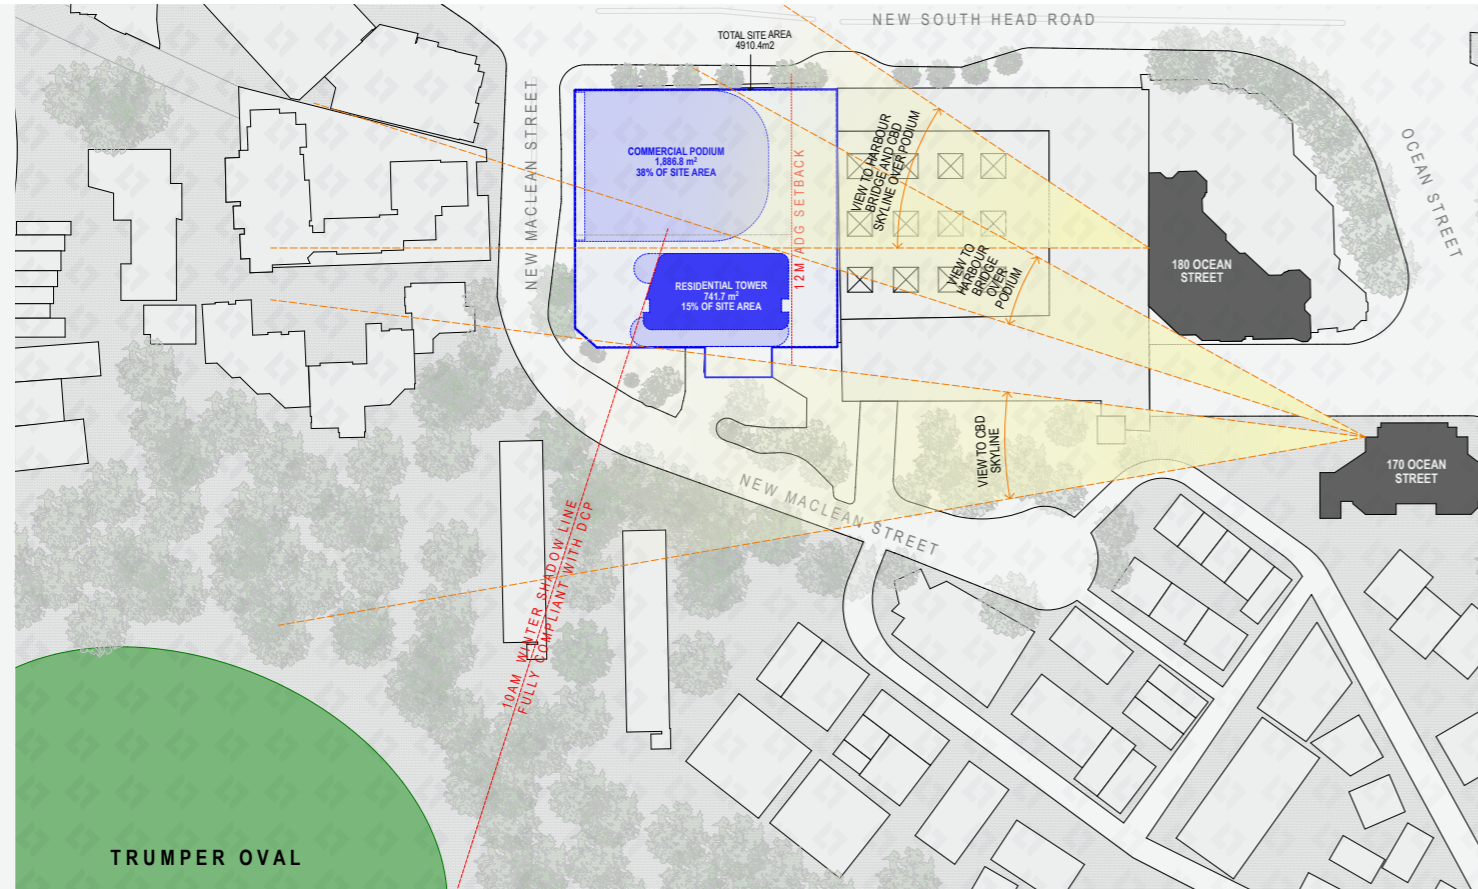 NEW SOUTH HEAD ROAD
TOTAL SITE AREA
4910.4m2
NEW MACLEAN STREET
COMMERCIAL PODIUM
1,886.8 m²
38% OF SITE AREA
12M ADG SETBACK
VIEW TO HARBOUR
BRIDGE AND CBD
SKYLINE OVER PODIUM
OCEAN STREET
VIEW TO
HARBOUR
BRIDGE
OVER
PODIUM
180 OCEAN
STREET
RESIDENTIAL TOWER
741.7 m²
15% OF SITE AREA
VIEW TO CBD
SKYLINE
170 OCEAN
STREET
NEW MACLEAN STREET
10AM WINTER SHADOW LINE
FULLY COMPLIANT WITH DCP
TRUMPER OVAL